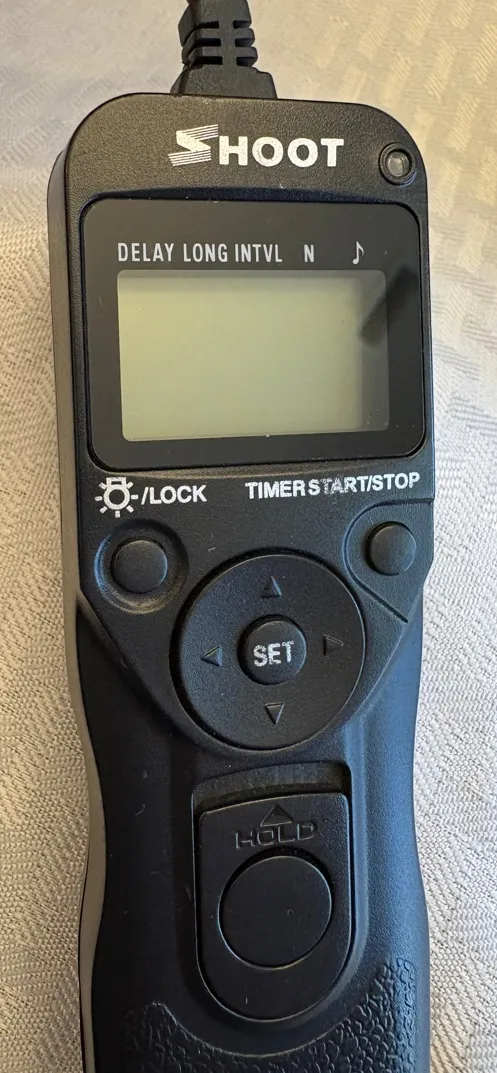 SHOOT
DELAY LONG INTVL N ♪
/LOCK
TIMER START/STOP
SET
HOLD